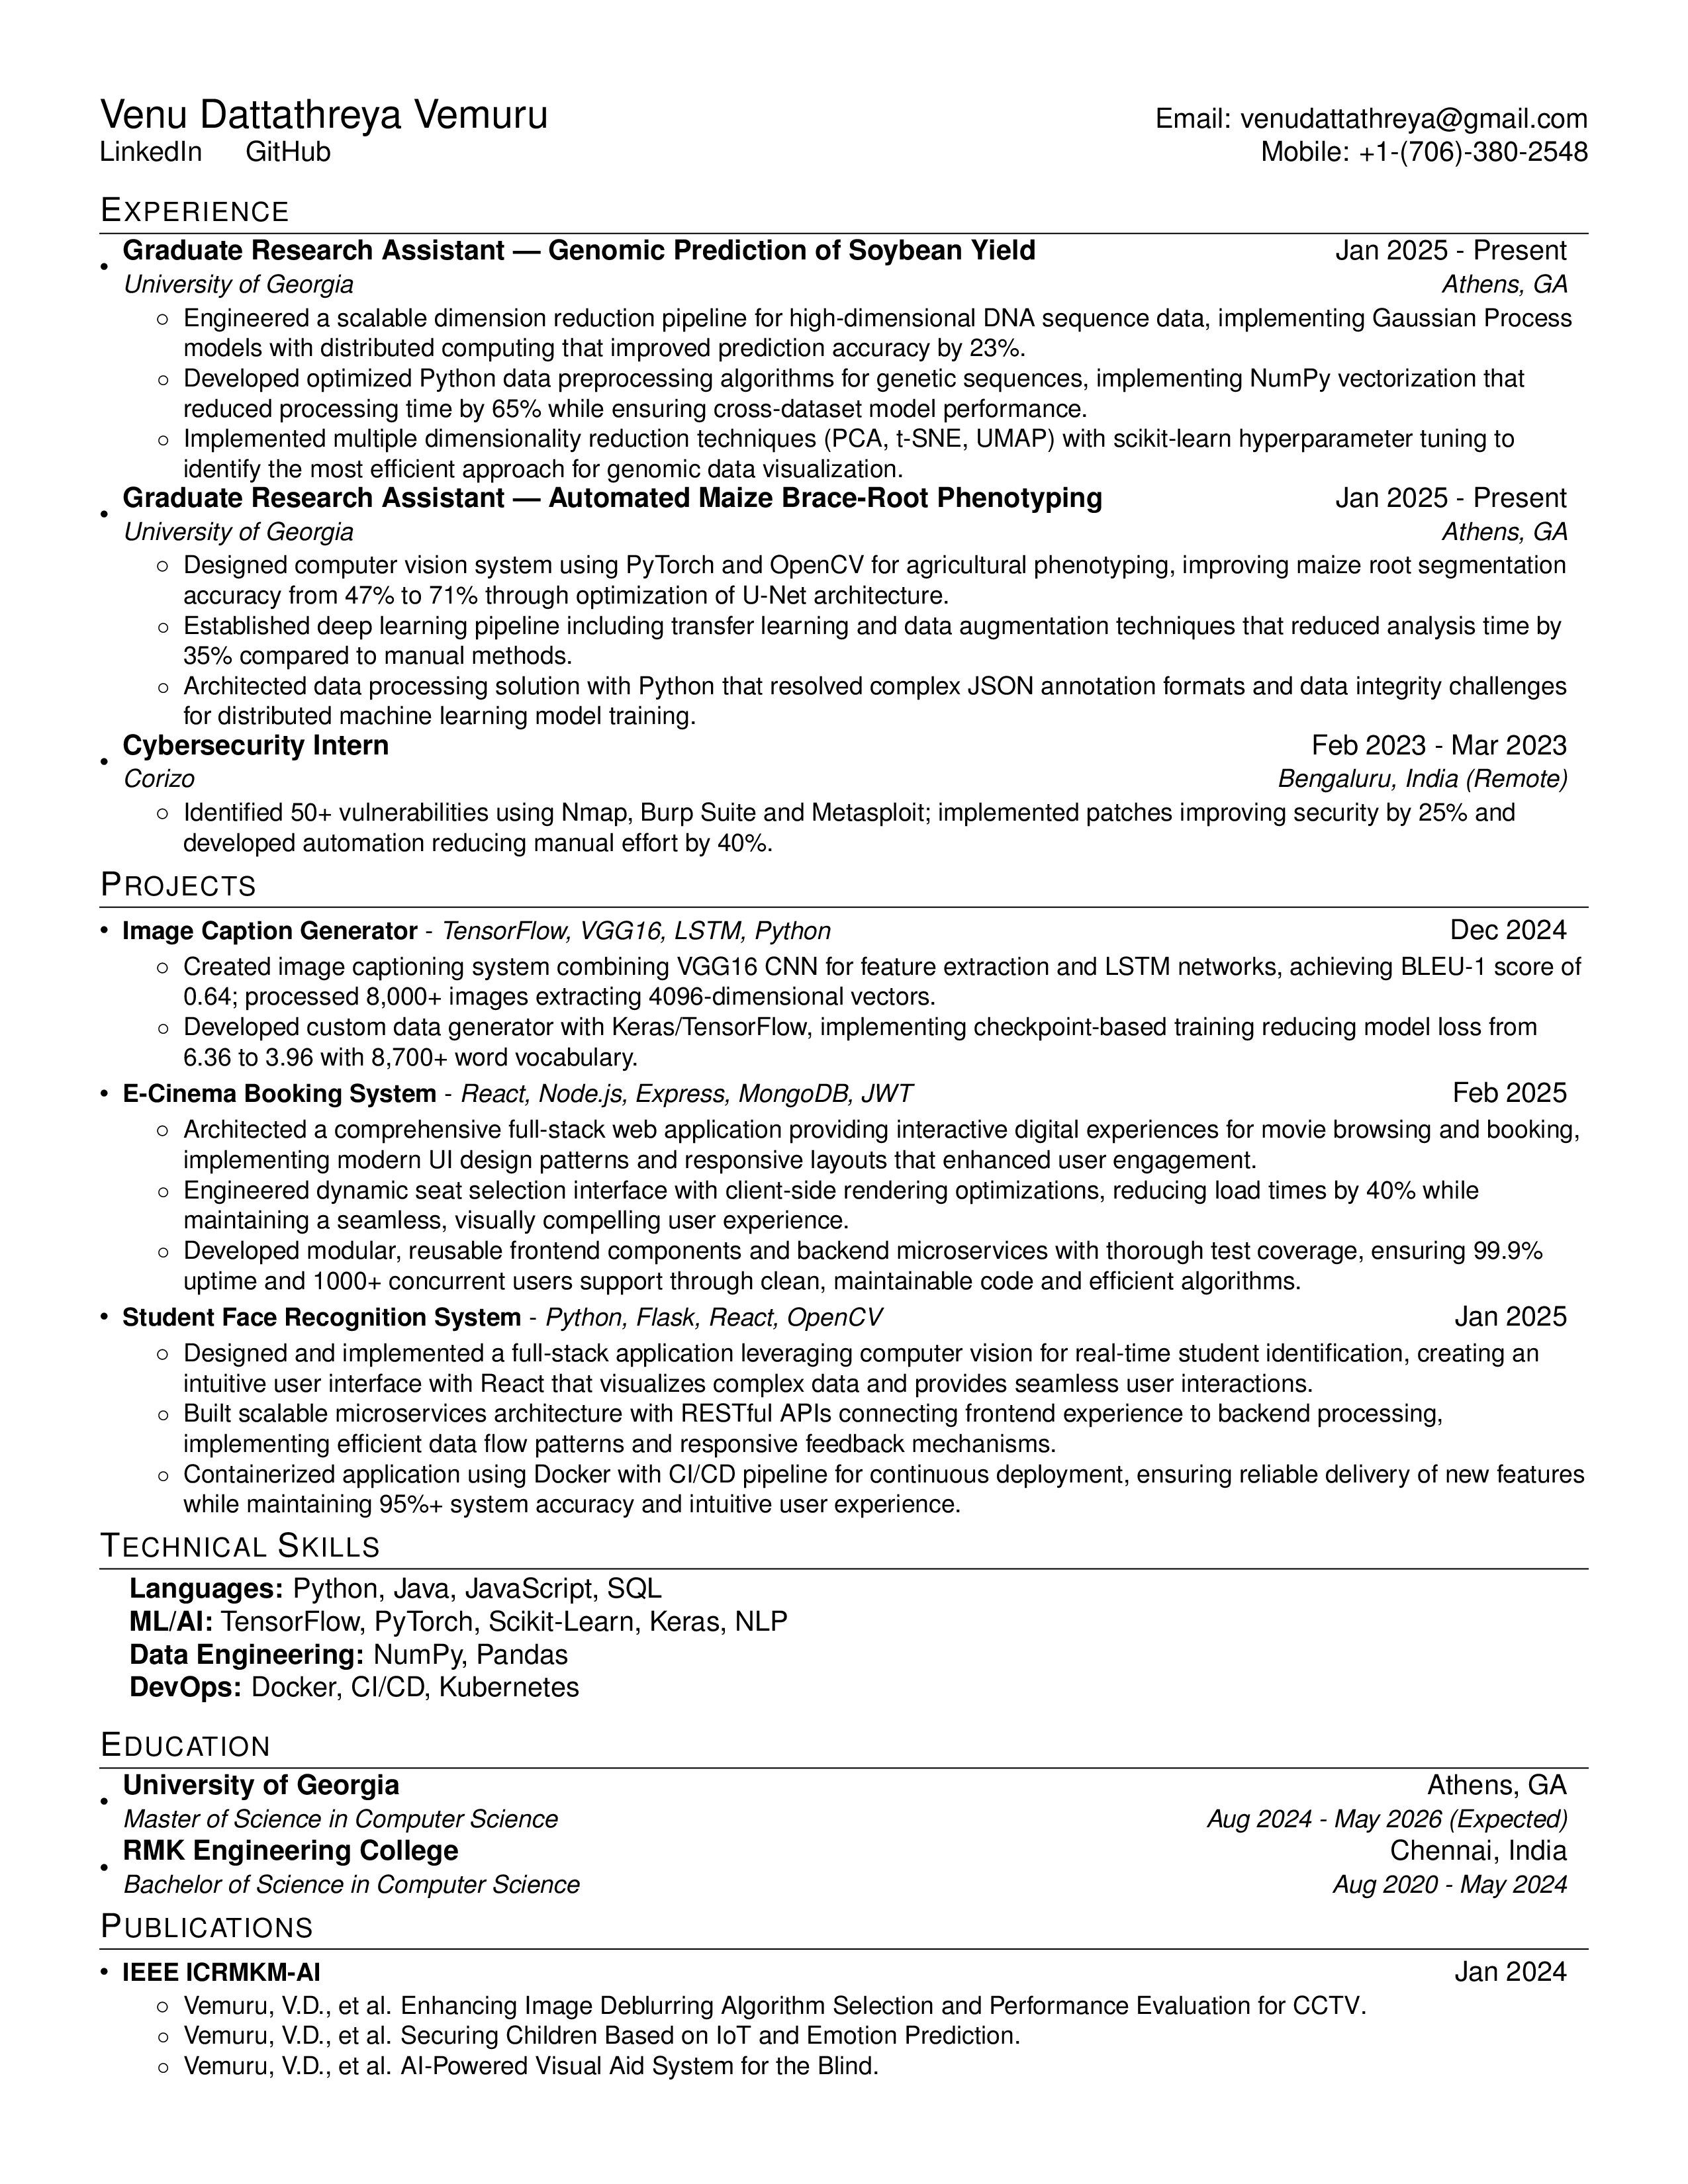 Venu Dattathreya Vemuru
Email: venudattathreya@gmail.com
LinkedIn GitHub
Mobile: +1-(706)-380-2548
EXPERIENCE
• Graduate Research Assistant — Genomic Prediction of Soybean Yield Jan 2025 - Present
University of Georgia Athens, GA
○ Engineered a scalable dimension reduction pipeline for high-dimensional DNA sequence data, implementing Gaussian Process
models with distributed computing that improved prediction accuracy by 23%.
○ Developed optimized Python data preprocessing algorithms for genetic sequences, implementing NumPy vectorization that
reduced processing time by 65% while ensuring cross-dataset model performance.
○ Implemented multiple dimensionality reduction techniques (PCA, t-SNE, UMAP) with scikit-learn hyperparameter tuning to
identify the most efficient approach for genomic data visualization.
• Graduate Research Assistant — Automated Maize Brace-Root Phenotyping Jan 2025 - Present
University of Georgia Athens, GA
○ Designed computer vision system using PyTorch and OpenCV for agricultural phenotyping, improving maize root segmentation
accuracy from 47% to 71% through optimization of U-Net architecture.
○ Established deep learning pipeline including transfer learning and data augmentation techniques that reduced analysis time by
35% compared to manual methods.
○ Architected data processing solution with Python that resolved complex JSON annotation formats and data integrity challenges
for distributed machine learning model training.
• Cybersecurity Intern Feb 2023 - Mar 2023
Corizo Bengaluru, India (Remote)
○ Identified 50+ vulnerabilities using Nmap, Burp Suite and Metasploit; implemented patches improving security by 25% and
developed automation reducing manual effort by 40%.
PROJECTS
• Image Caption Generator - TensorFlow, VGG16, LSTM, Python Dec 2024
○ Created image captioning system combining VGG16 CNN for feature extraction and LSTM networks, achieving BLEU-1 score of
0.64; processed 8,000+ images extracting 4096-dimensional vectors.
○ Developed custom data generator with Keras/TensorFlow, implementing checkpoint-based training reducing model loss from
6.36 to 3.96 with 8,700+ word vocabulary.
• E-Cinema Booking System - React, Node.js, Express, MongoDB, JWT Feb 2025
○ Architected a comprehensive full-stack web application providing interactive digital experiences for movie browsing and booking,
implementing modern UI design patterns and responsive layouts that enhanced user engagement.
○ Engineered dynamic seat selection interface with client-side rendering optimizations, reducing load times by 40% while
maintaining a seamless, visually compelling user experience.
○ Developed modular, reusable frontend components and backend microservices with thorough test coverage, ensuring 99.9%
uptime and 1000+ concurrent users support through clean, maintainable code and efficient algorithms.
• Student Face Recognition System - Python, Flask, React, OpenCV Jan 2025
○ Designed and implemented a full-stack application leveraging computer vision for real-time student identification, creating an
intuitive user interface with React that visualizes complex data and provides seamless user interactions.
○ Built scalable microservices architecture with RESTful APIs connecting frontend experience to backend processing,
implementing efficient data flow patterns and responsive feedback mechanisms.
○ Containerized application using Docker with CI/CD pipeline for continuous deployment, ensuring reliable delivery of new features
while maintaining 95%+ system accuracy and intuitive user experience.
TECHNICAL SKILLS
Languages: Python, Java, JavaScript, SQL
ML/AI: TensorFlow, PyTorch, Scikit-Learn, Keras, NLP
Data Engineering: NumPy, Pandas
DevOps: Docker, CI/CD, Kubernetes
EDUCATION
• University of Georgia Athens, GA
Master of Science in Computer Science Aug 2024 - May 2026 (Expected)
• RMK Engineering College Chennai, India
Bachelor of Science in Computer Science Aug 2020 - May 2024
PUBLICATIONS
• IEEE ICRMKM-AI Jan 2024
○ Vemuru, V.D., et al. Enhancing Image Deblurring Algorithm Selection and Performance Evaluation for CCTV.
○ Vemuru, V.D., et al. Securing Children Based on IoT and Emotion Prediction.
○ Vemuru, V.D., et al. AI-Powered Visual Aid System for the Blind.